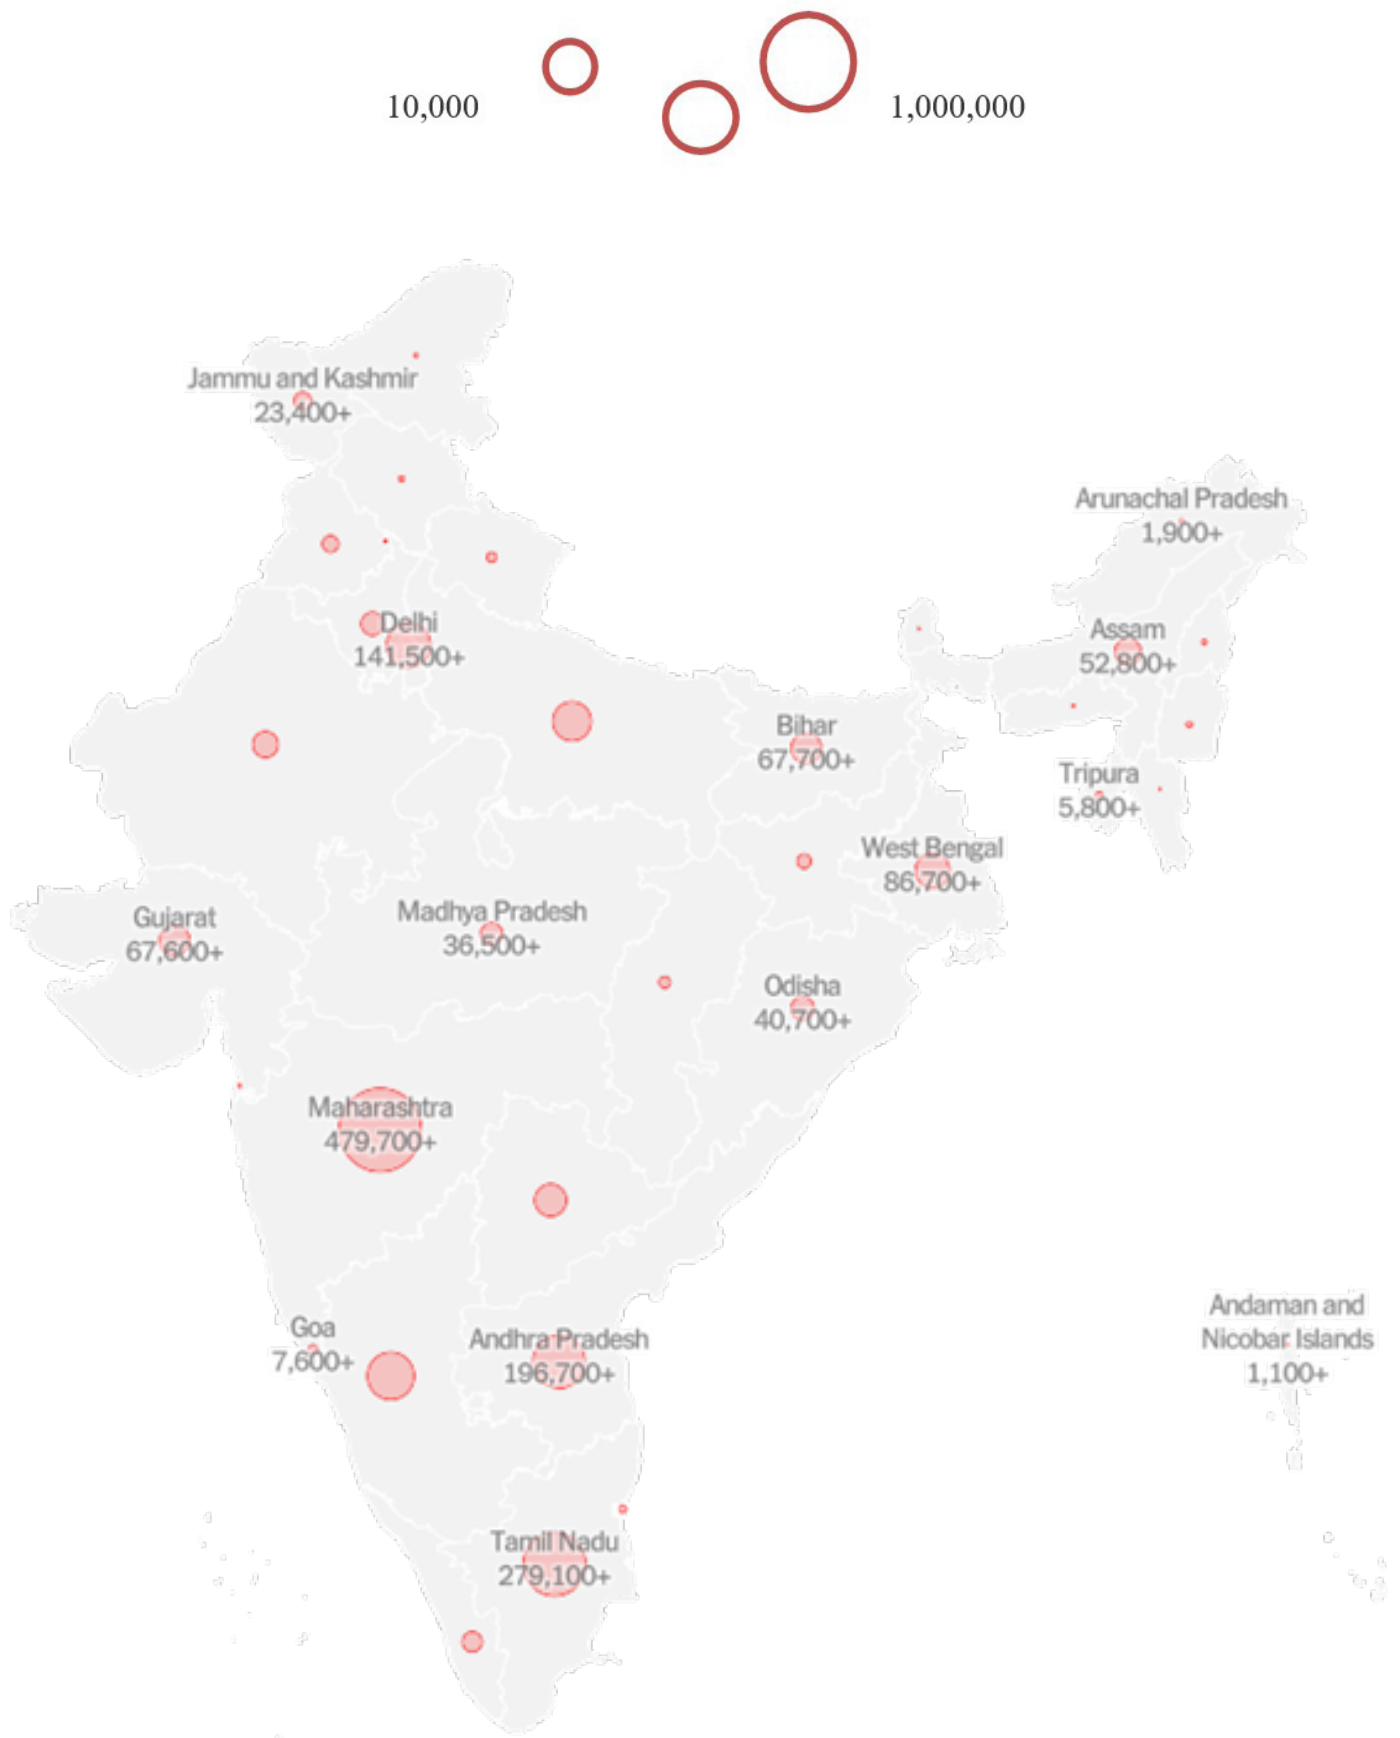 10,000
1,000,000
Jammu and Kashmir
23,400+
Arunachal Pradesh
1,900+
Delhi
141,500+
Assam
52,800+
Bihar
67,700+
Tripura
5,800+
West Bengal
86,700+
Gujarat
67,600+
Madhya Pradesh
36,500+
Odisha
40,700+
Maharashtra
479,700+
Andaman and
Nicobar Islands
1,100+
Goa
7,600+
Andhra Pradesh
196,700+
Tamil Nadu
279,100+